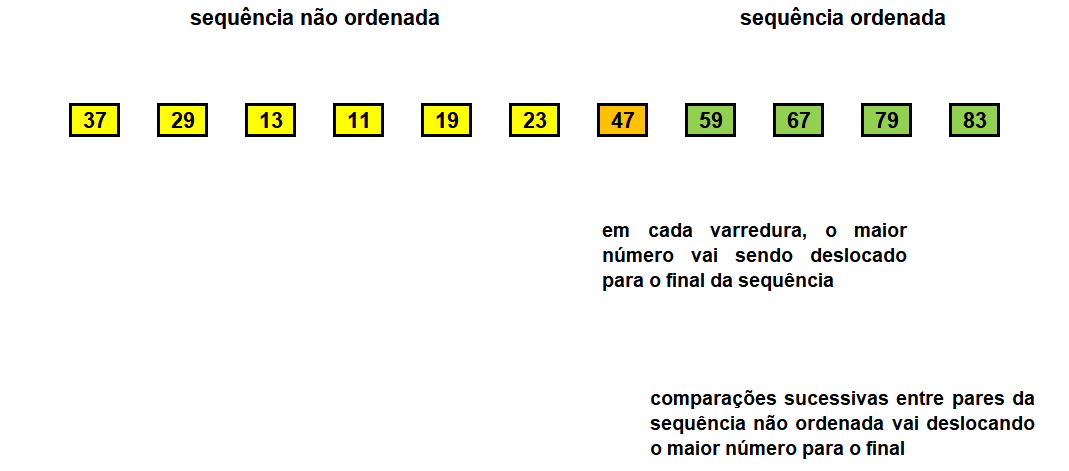 sequência não ordenada
sequência ordenada
37 29 13 11 19 23 47 59 67 79 83
em cada varredura, o maior
número vai sendo deslocado
para o final da sequência
comparações sucessivas entre pares da
sequência não ordenada vai deslocando
o maior número para o final